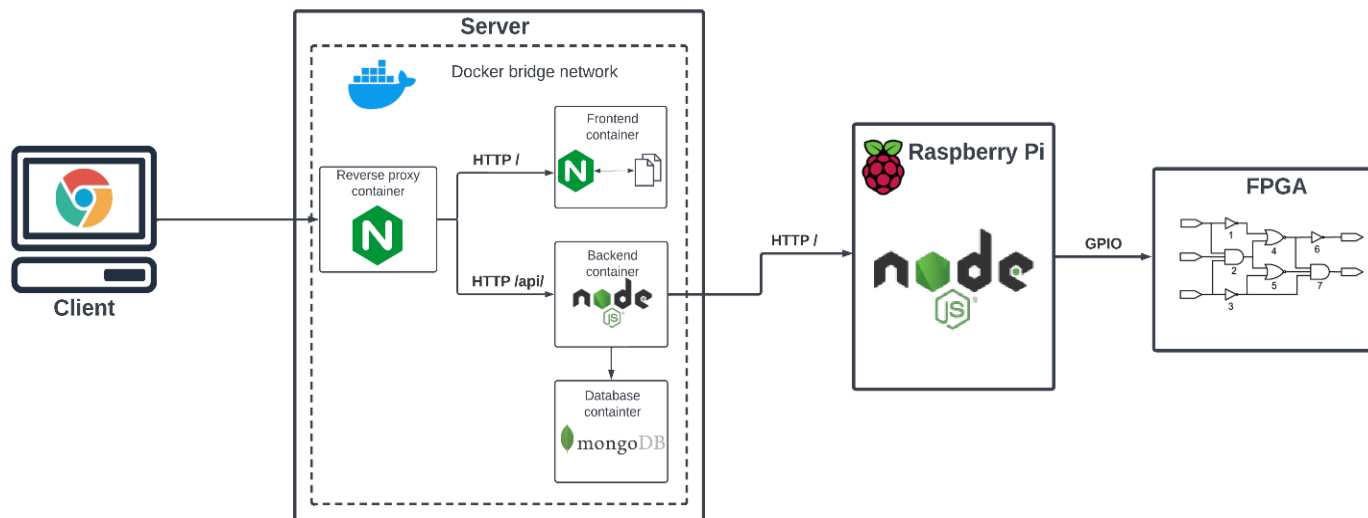 Server
Docker bridge network
Frontend
container
N
HTTP /
Reverse proxy
container
N
Backend
container
node
JS
HTTP /api/
Database
containter
mongoDB
Client
HTTP /
Raspberry Pi
node
JS
®
GPIO
FPGA
1
2
3
4
5
6
7